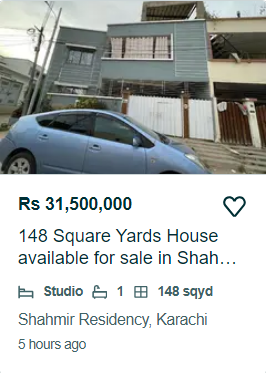 Rs 31,500,000
148 Square Yards House
available for sale in Shah...
Studio 1 148 sqyd
Shahmir Residency, Karachi
5 hours ago